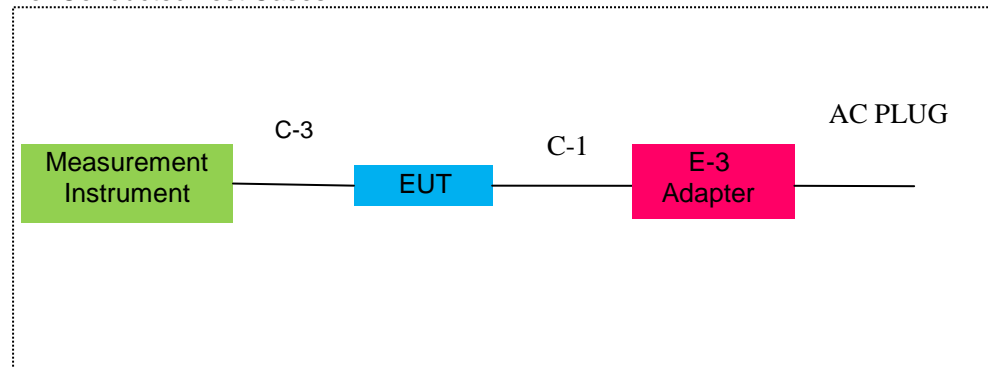 AC PLUG
C-3
C-1
Measurement
Instrument
EUT
E-3
Adapter